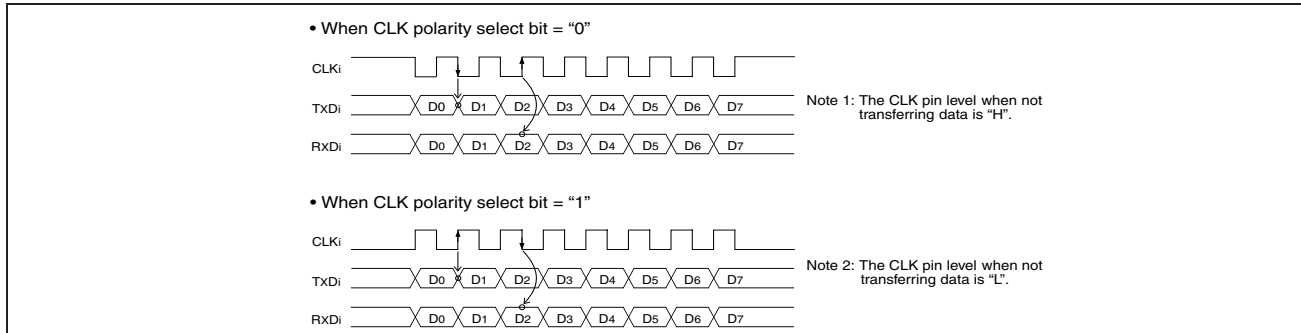 • When CLK polarity select bit = “0”
CLKi
TXDi D0 D1 D2 D3 D4 D5 D6 D7
RXDi D0 D1 D2 D3 D4 D5 D6 D7
Note 1: The CLK pin level when not
transferring data is “H”.
• When CLK polarity select bit = “1”
CLKi
TXDi D0 D1 D2 D3 D4 D5 D6 D7
RXDi D0 D1 D2 D3 D4 D5 D6 D7
Note 2: The CLK pin level when not
transferring data is “L”.